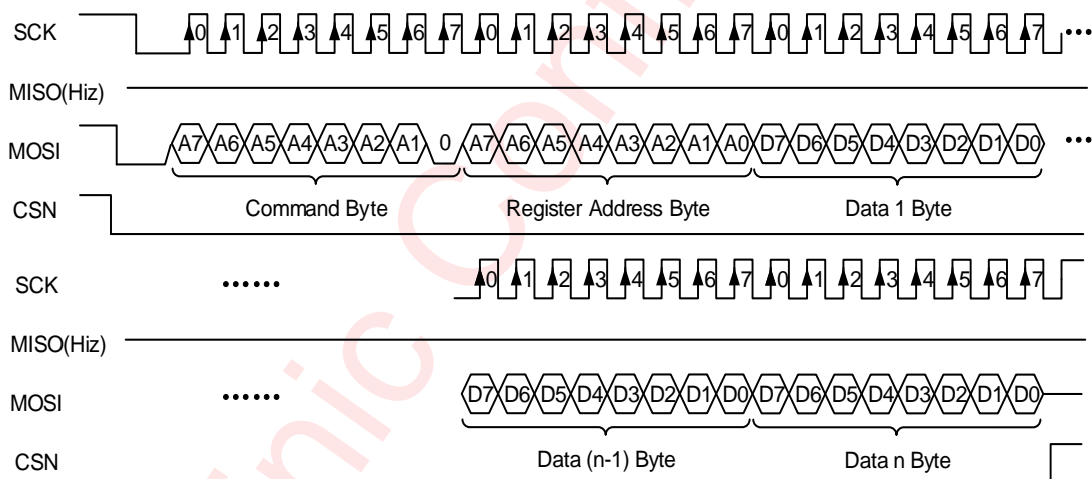 SCK 0 1 2 3 4 5 6 7 0 1 2 3 4 5 6 7 0 1 2 3 4 5 6 7 •••
MISO(Hiz)
MOSI A7 A6 A5 A4 A3 A2 A1 0 A7 A6 A5 A4 A3 A2 A1 A0 D7 D6 D5 D4 D3 D2 D1 D0 •••
CSN Command Byte Register Address Byte Data 1 Byte
SCK •••••• 0 1 2 3 4 5 6 7 0 1 2 3 4 5 6 7
MISO(Hiz)
MOSI •••••• D7 D6 D5 D4 D3 D2 D1 D0 D7 D6 D5 D4 D3 D2 D1 D0
CSN Data (n-1) Byte Data n Byte